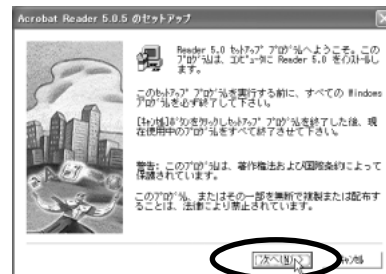 Acrobat Reader 5.0.5 のセットアップ
Reader 5.0 ｾｯﾄｱｯﾌﾟ ﾌﾟﾛｸﾞﾗﾑへようこそ。この
ﾌﾟﾛｸﾞﾗﾑは、ｺﾝﾋﾟｭｰﾀに Reader 5.0 をｲﾝｽﾄｰﾙし
ます。
このｾｯﾄｱｯﾌﾟ ﾌﾟﾛｸﾞﾗﾑを実行する前に、すべての Windows
ﾌﾟﾛｸﾞﾗﾑを必ず終了して下さい。
[ｷｬﾝｾﾙ]ﾎﾞﾀﾝをｸﾘｯｸしｾｯﾄｱｯﾌﾟ ﾌﾟﾛｸﾞﾗﾑを終了した後、現
在使用中のﾌﾟﾛｸﾞﾗﾑをすべて終了させて下さい。
警告: このﾌﾟﾛｸﾞﾗﾑは、著作権法および国際条約によって
保護されています。
このﾌﾟﾛｸﾞﾗﾑ、またはその一部を無断で複製または配布す
ることは、法律により禁止されています。
次へ(N)>
ｷｬﾝｾﾙ